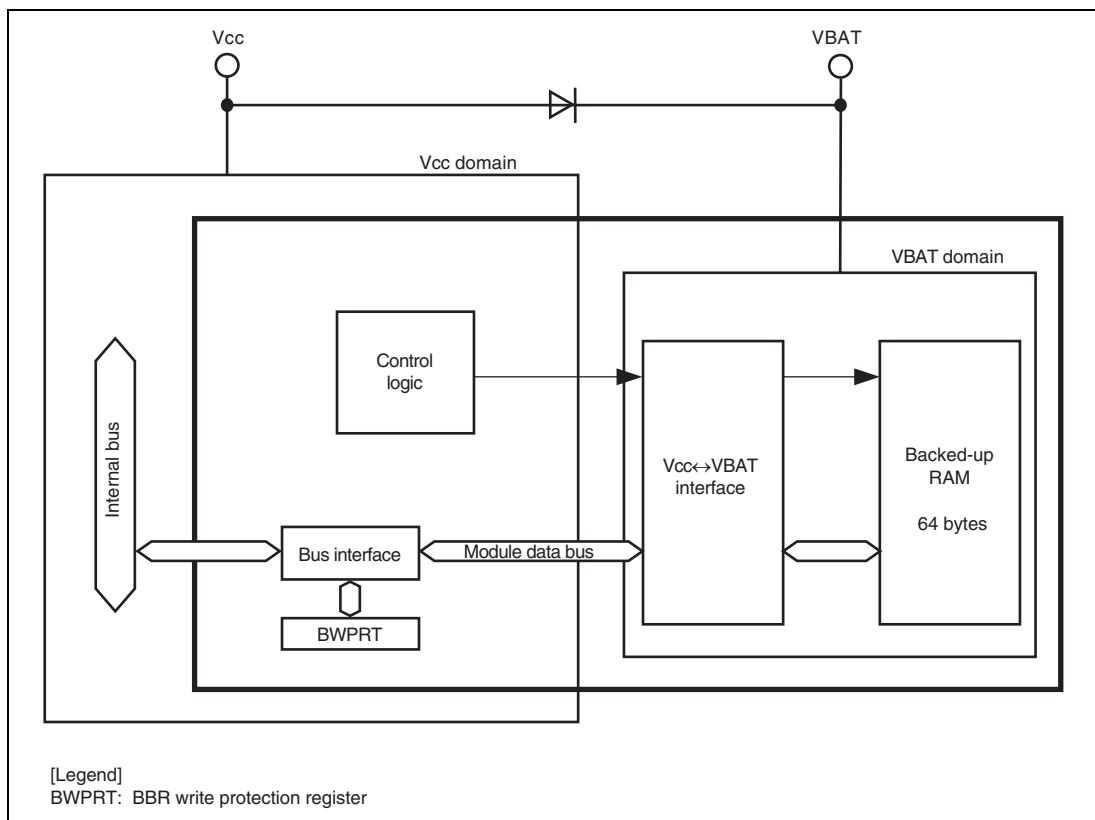 Vcc
VBAT
Vcc domain
VBAT domain
Control
logic
Internal bus
Vcc↔VBAT
interface
Backed-up
RAM
64 bytes
Bus interface
Module data bus
BWPRT
[Legend]
BWPRT: BBR write protection register